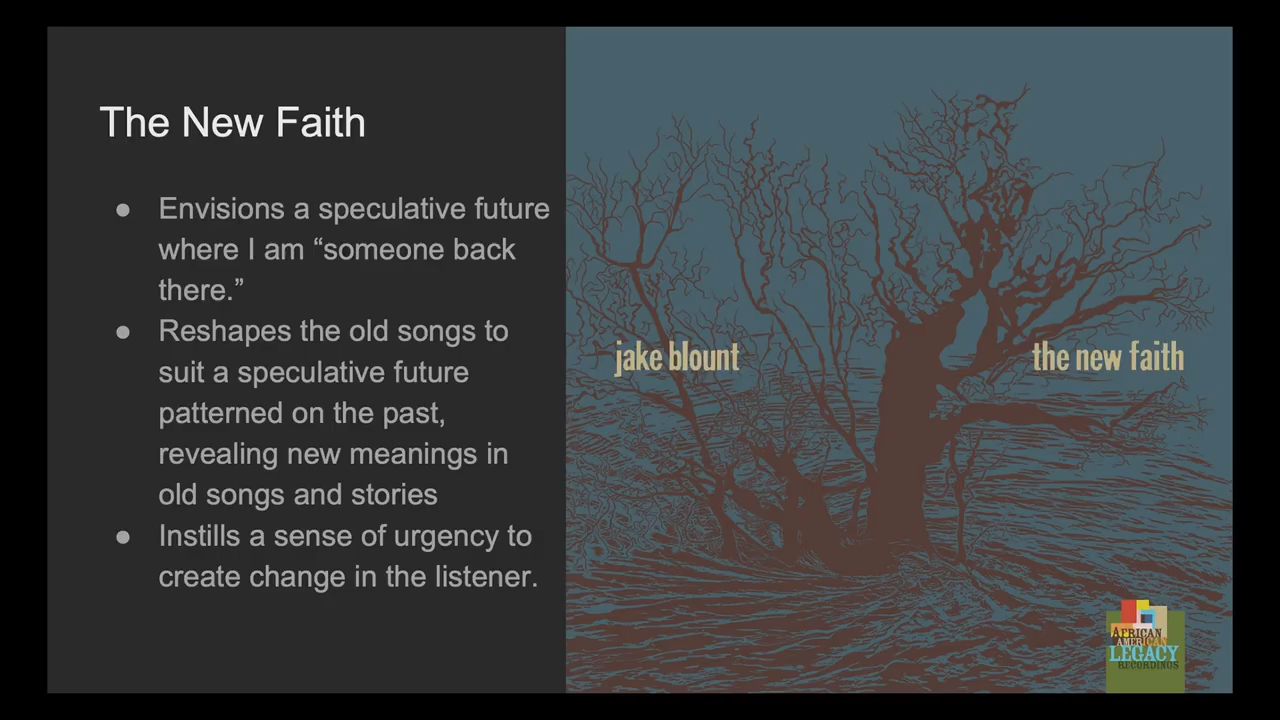 The New Faith
● Envisions a speculative future
where I am “someone back
there.”
● Reshapes the old songs to
suit a speculative future
patterned on the past,
revealing new meanings in
old songs and stories
● Instills a sense of urgency to
create change in the listener.
jake blount
the new faith
AFRICAN
AMERICAN
LEGACY
RECORDINGS